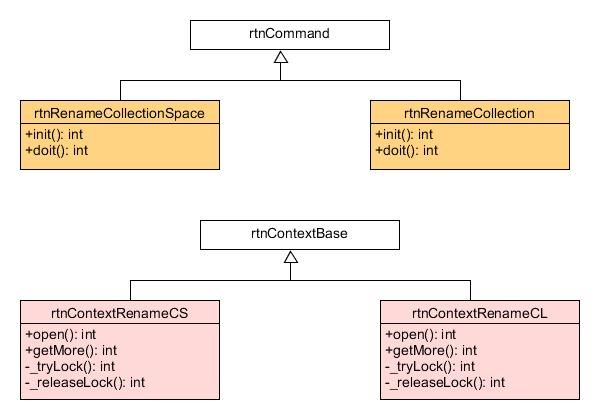 rtnCommand
rtnRenameCollectionSpace
+init(): int
+doit(): int
rtnRenameCollection
+init(): int
+doit(): int
rtnContextBase
rtnContextRenameCS
+open(): int
+getMore(): int
-_tryLock(): int
-_releaseLock(): int
rtnContextRenameCL
+open(): int
+getMore(): int
-_tryLock(): int
-_releaseLock(): int